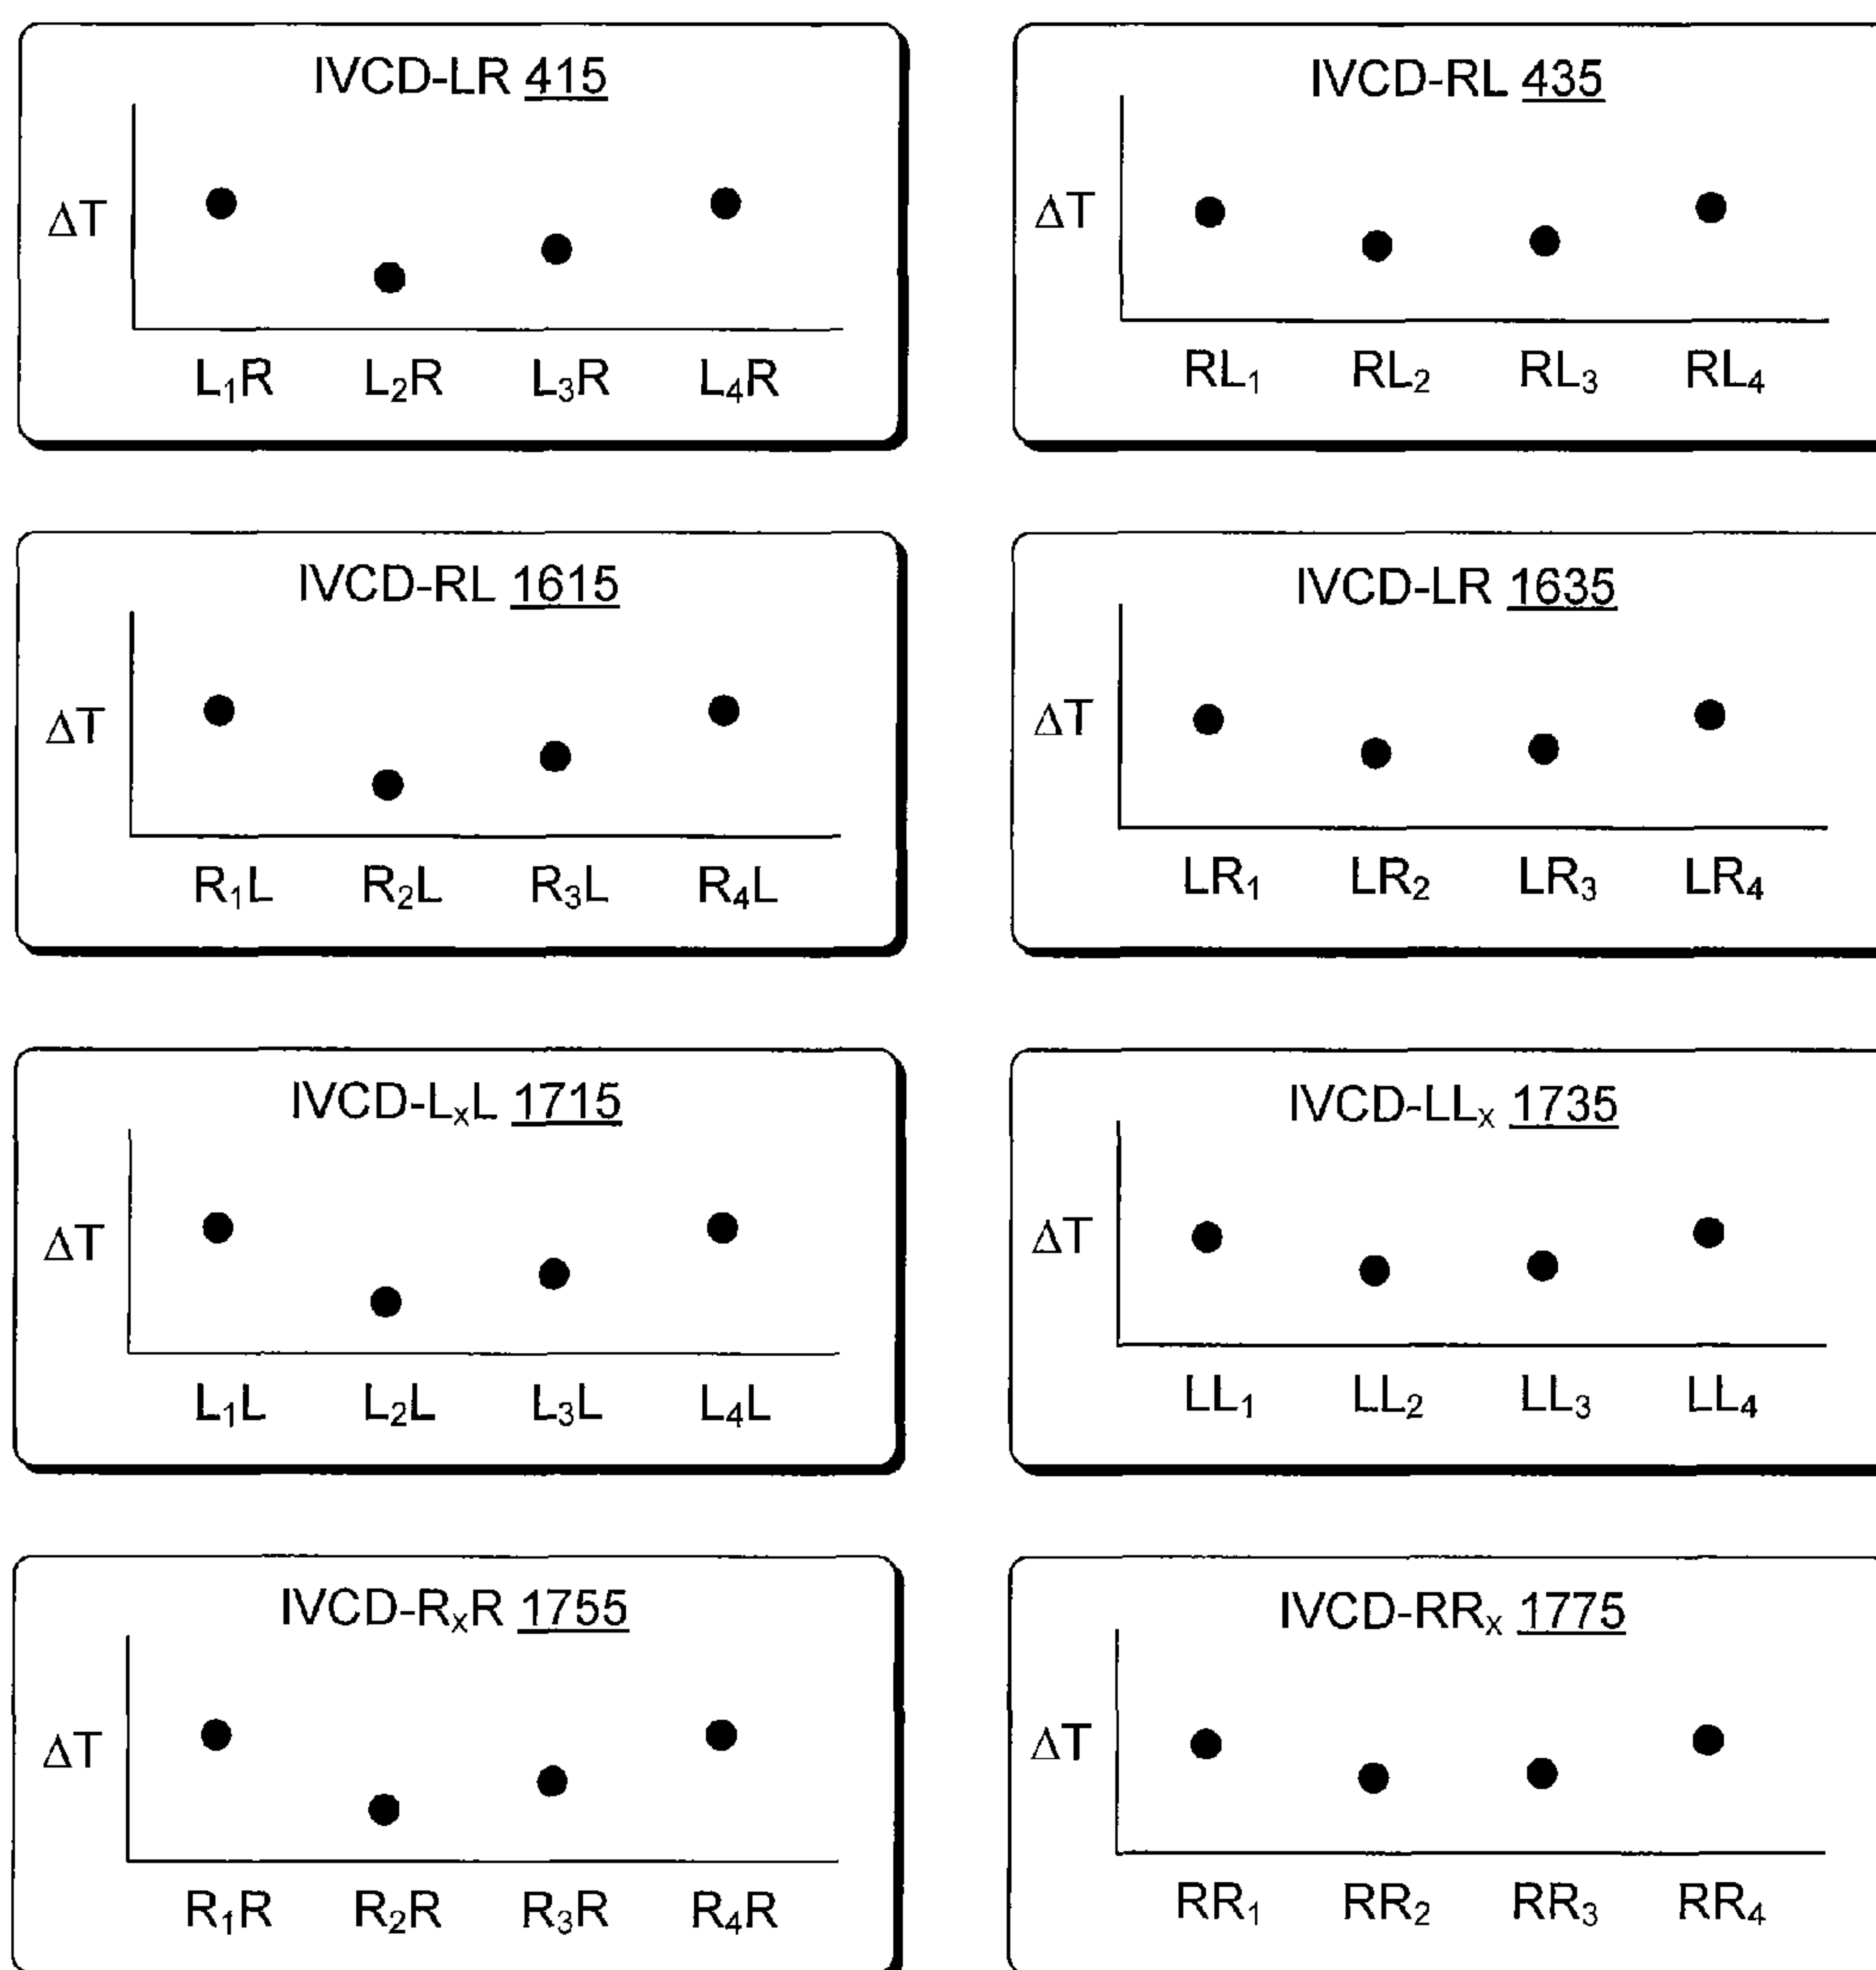 IVCD-LR 415
ΔT
L₁R L₂R L₃R L₄R
IVCD-RL 435
ΔT
RL₁ RL₂ RL₃ RL₄
IVCD-RL 1615
ΔT
R₁L R₂L R₃L R₄L
IVCD-LR 1635
ΔT
LR₁ LR₂ LR₃ LR₄
IVCD-LₓL 1715
ΔT
L₁L L₂L L₃L L₄L
IVCD-LLₓ 1735
ΔT
LL₁ LL₂ LL₃ LL₄
IVCD-RₓR 1755
ΔT
R₁R R₂R R₃R R₄R
IVCD-RRₓ 1775
ΔT
RR₁ RR₂ RR₃ RR₄